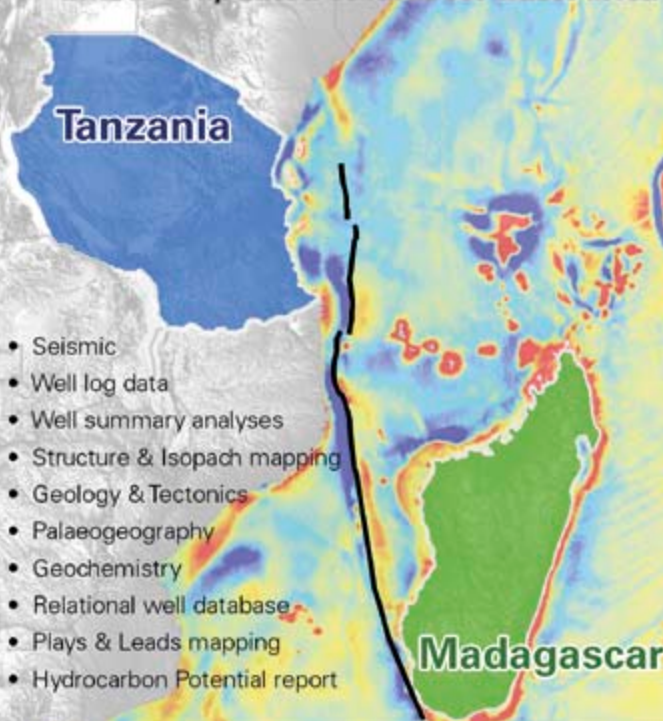 Tanzania
• Seismic
• Well log data
• Well summary analyses
• Structure & Isopach mapping
• Geology & Tectonics
• Palaeogeography
• Geochemistry
• Relational well database
• Plays & Leads mapping
• Hydrocarbon Potential report
Madagascar